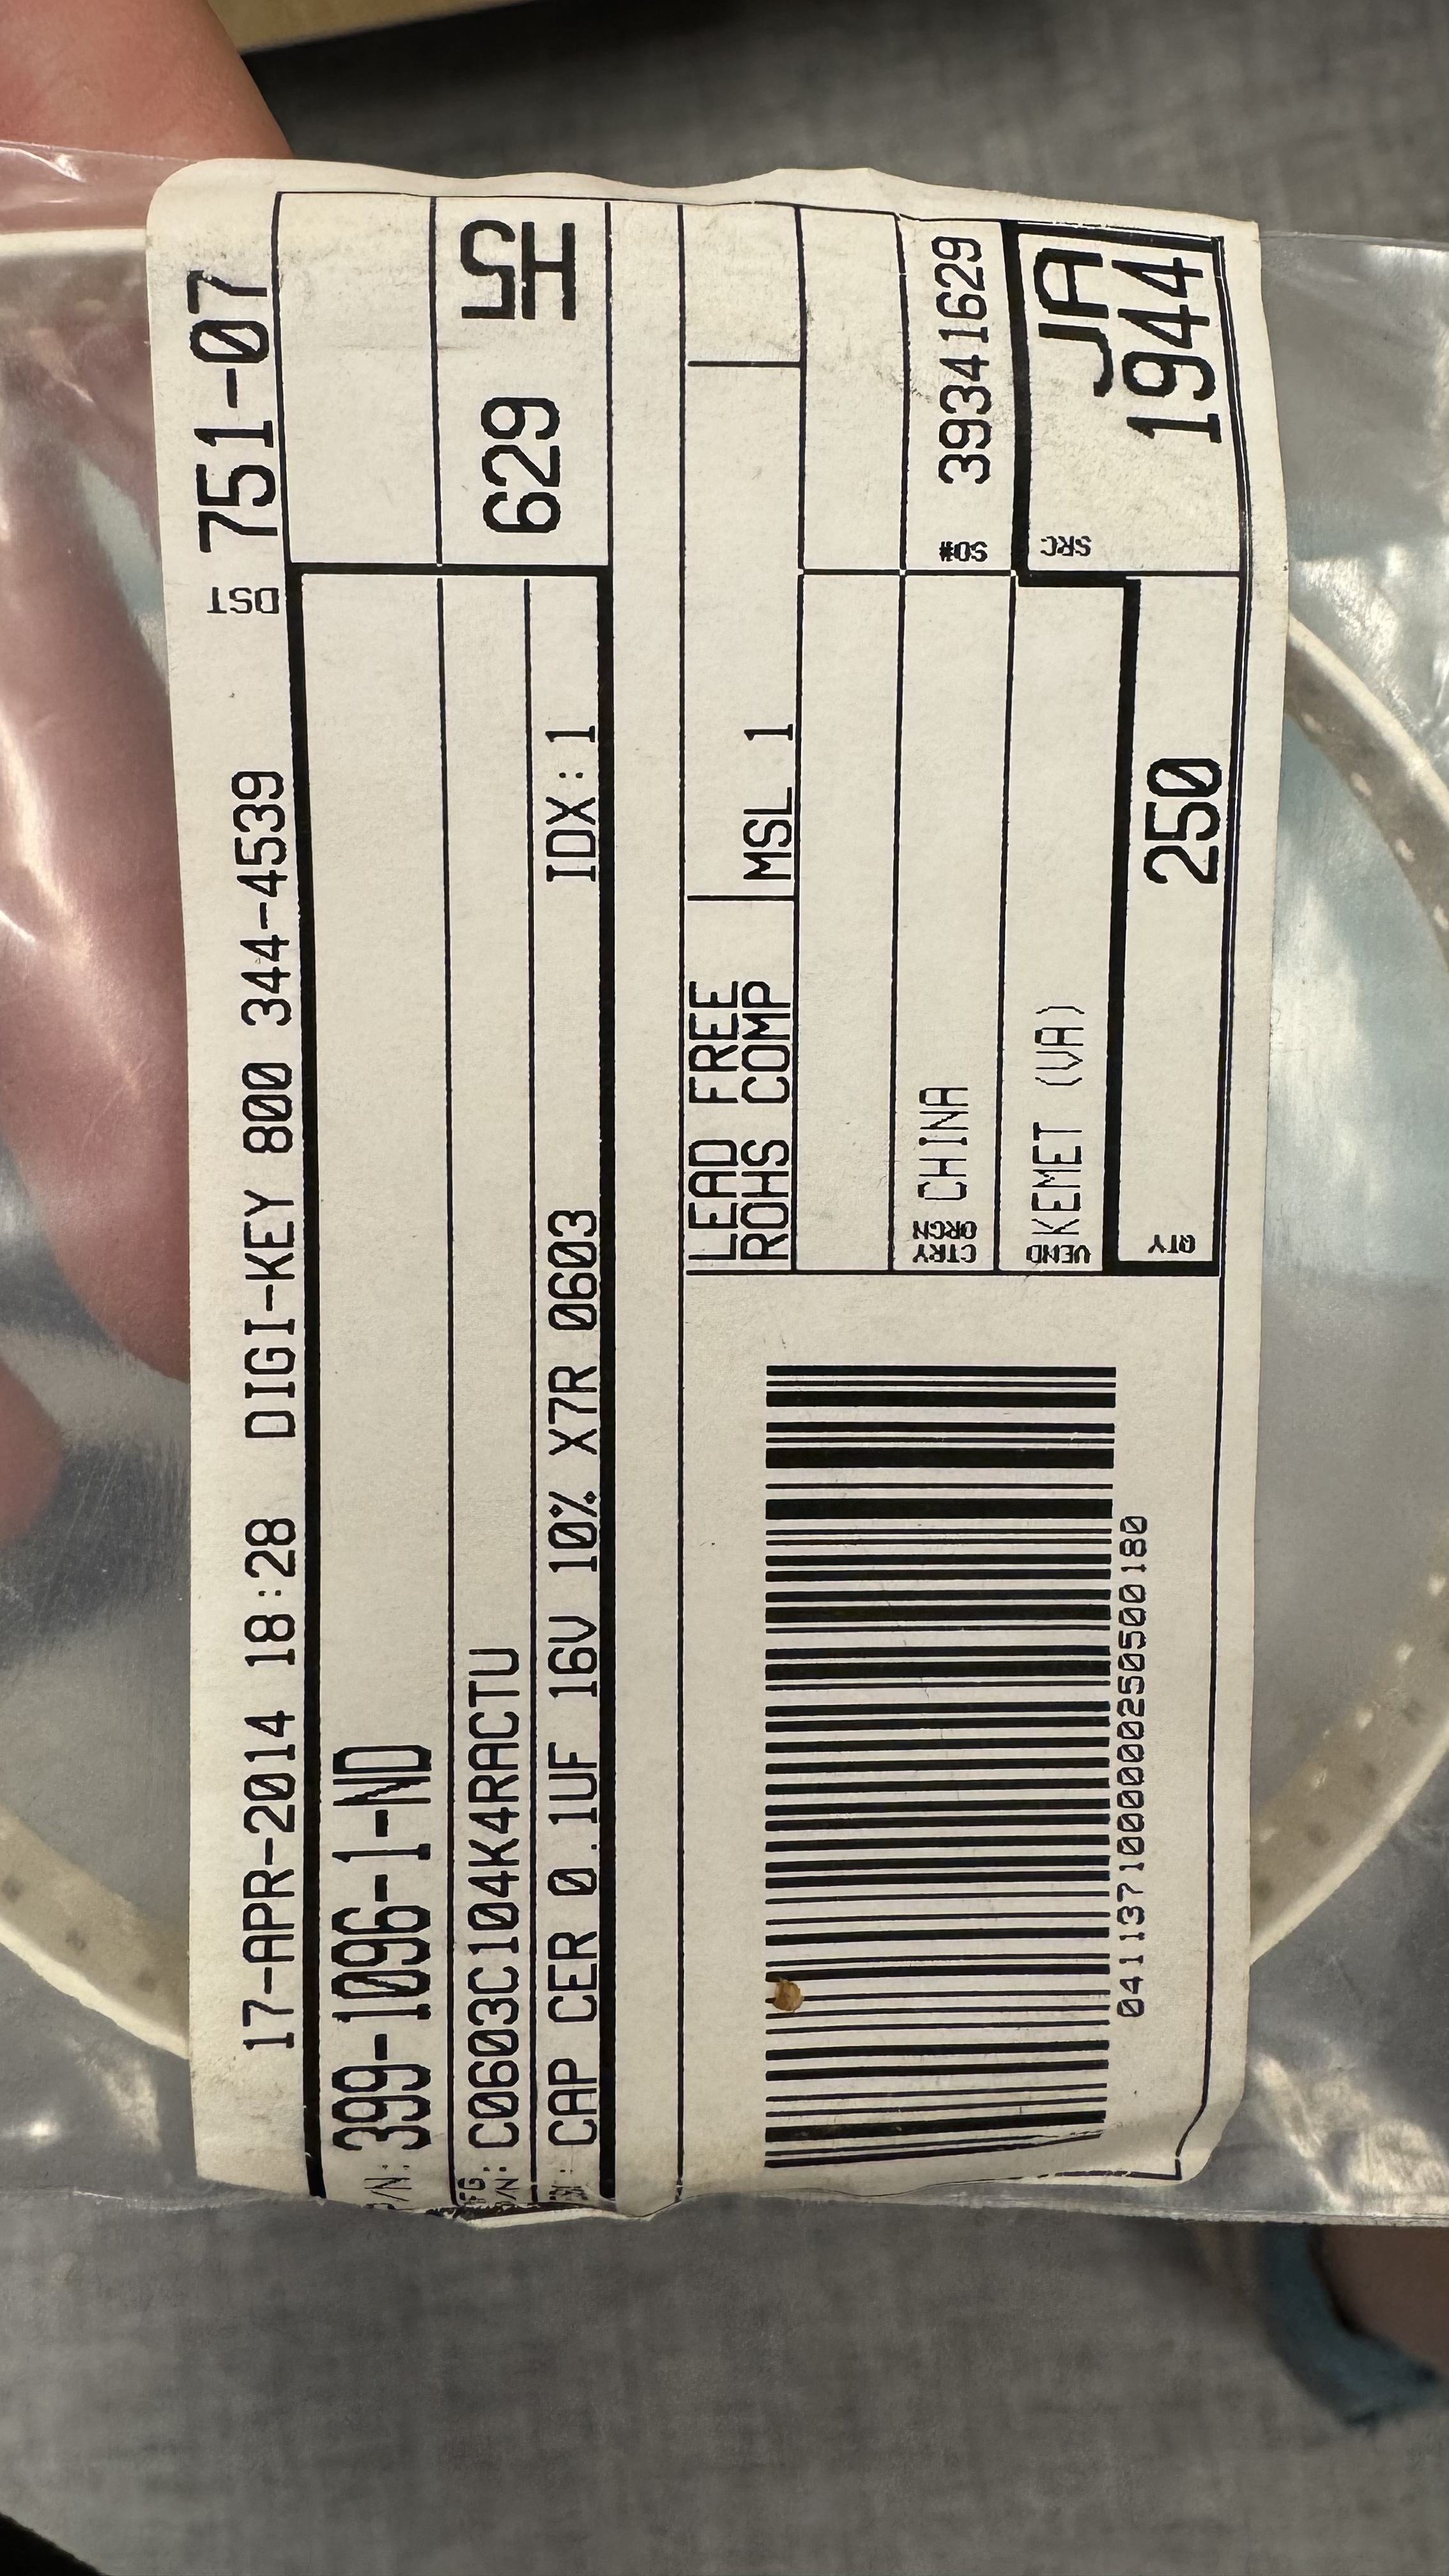 17-APR-2014 18:28 DIGI-KEY 800 344-4539 DST 751-07
P/N: 399-1096-1-ND
MFG P/N: C0603C104K4RACTU
629 H5
CAP CER 0.1UF 16V 10% X7R 0603 IDX:1
LEAD FREE
ROHS COMP
MSL 1
CTRY ORGN CHINA
SO# 39341629
VEND KEMET (VA)
SRC JA
1944
QTY 250
0411371000000250500180